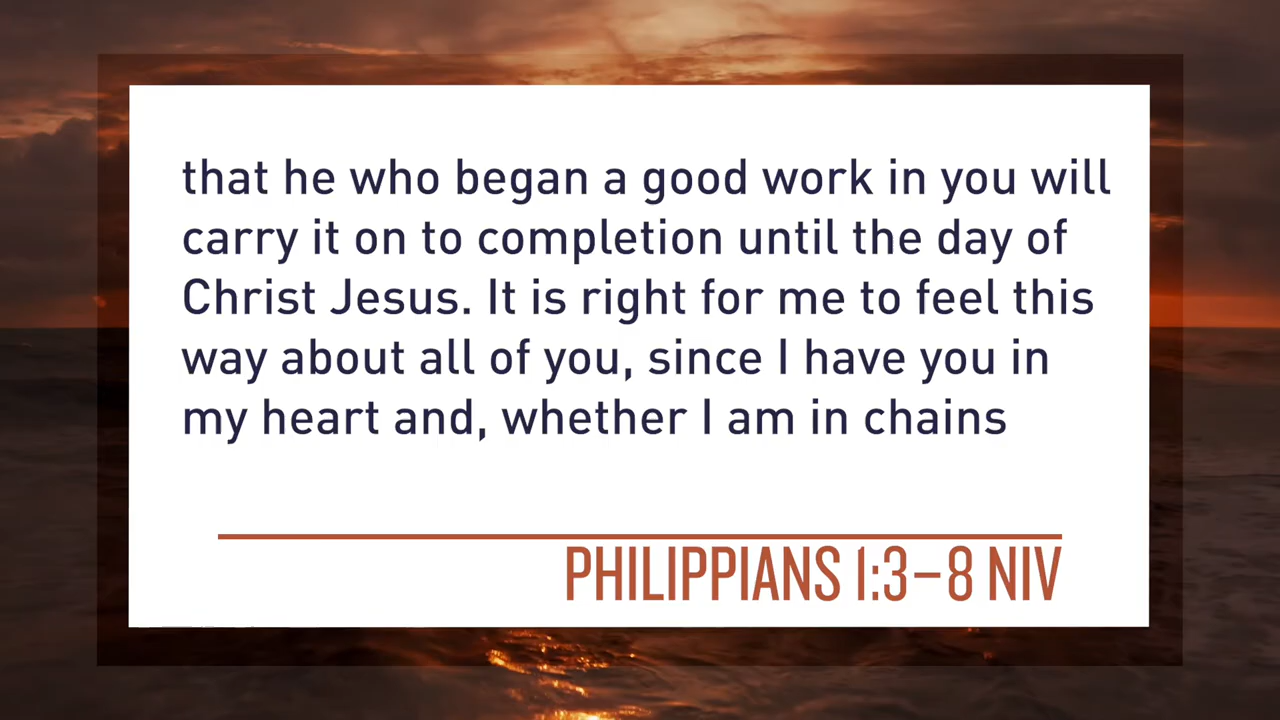 that he who began a good work in you will
carry it on to completion until the day of
Christ Jesus. It is right for me to feel this
way about all of you, since I have you in
my heart and, whether I am in chains
PHILIPPIANS 1:3–8 NIV